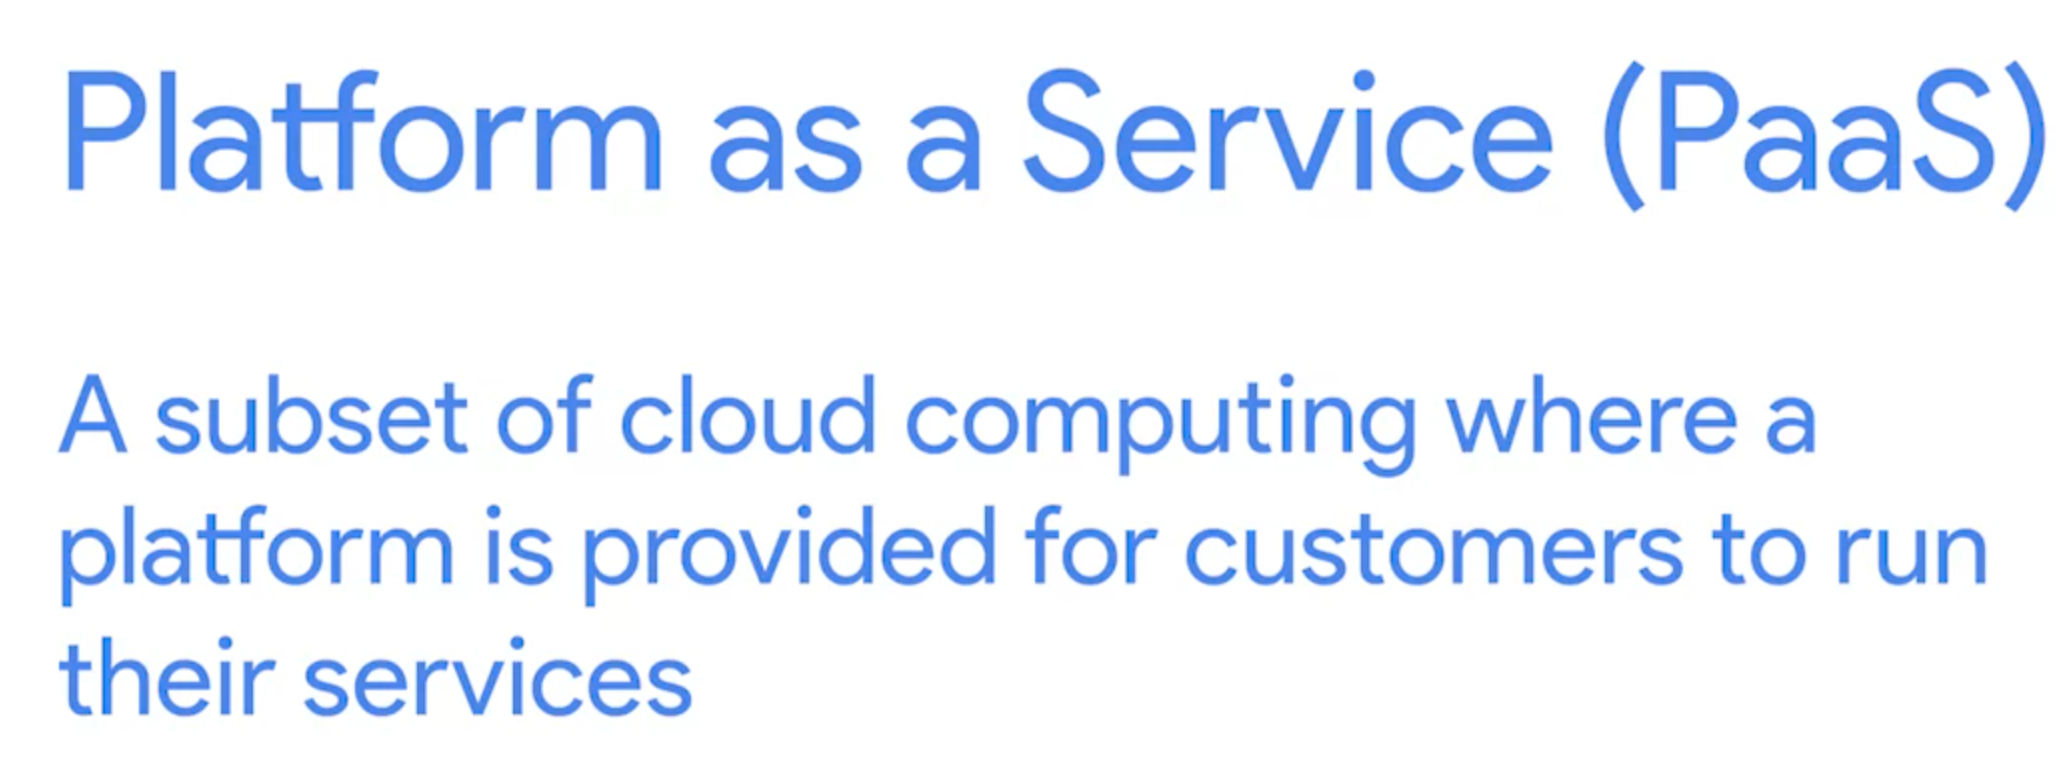 Platform as a Service (PaaS)
A subset of cloud computing where a
platform is provided for customers to run
their services